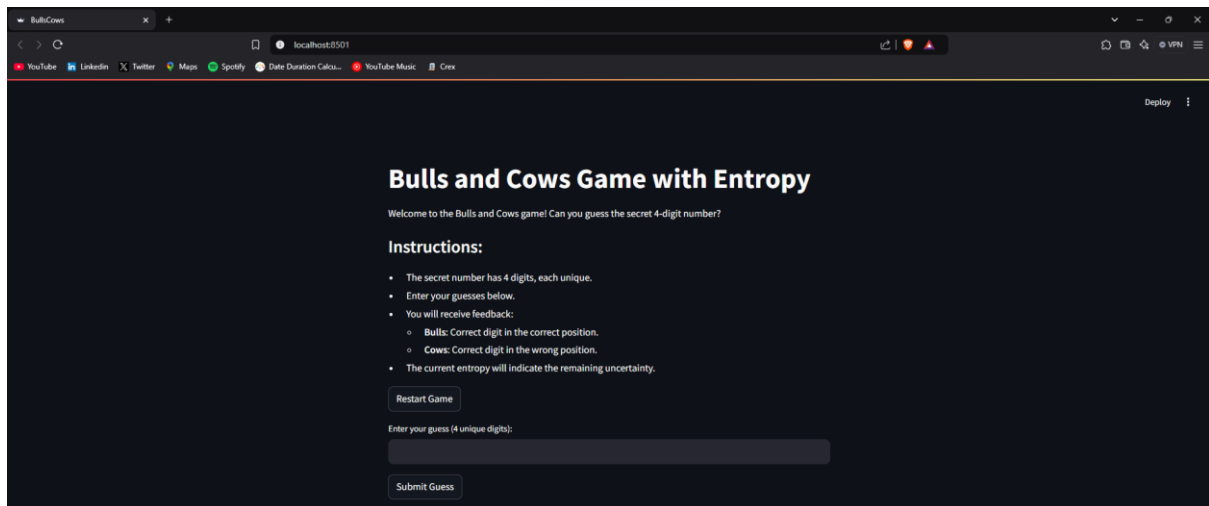 BullsCows
localhost:8501
VPN
YouTube Linkedin Twitter Maps Spotify Date Duration Calcu... YouTube Music Crex
Deploy
Bulls and Cows Game with Entropy
Welcome to the Bulls and Cows game! Can you guess the secret 4-digit number?
Instructions:
• The secret number has 4 digits, each unique.
• Enter your guesses below.
• You will receive feedback:
◦ Bulls: Correct digit in the correct position.
◦ Cows: Correct digit in the wrong position.
• The current entropy will indicate the remaining uncertainty.
Restart Game
Enter your guess (4 unique digits):
Submit Guess